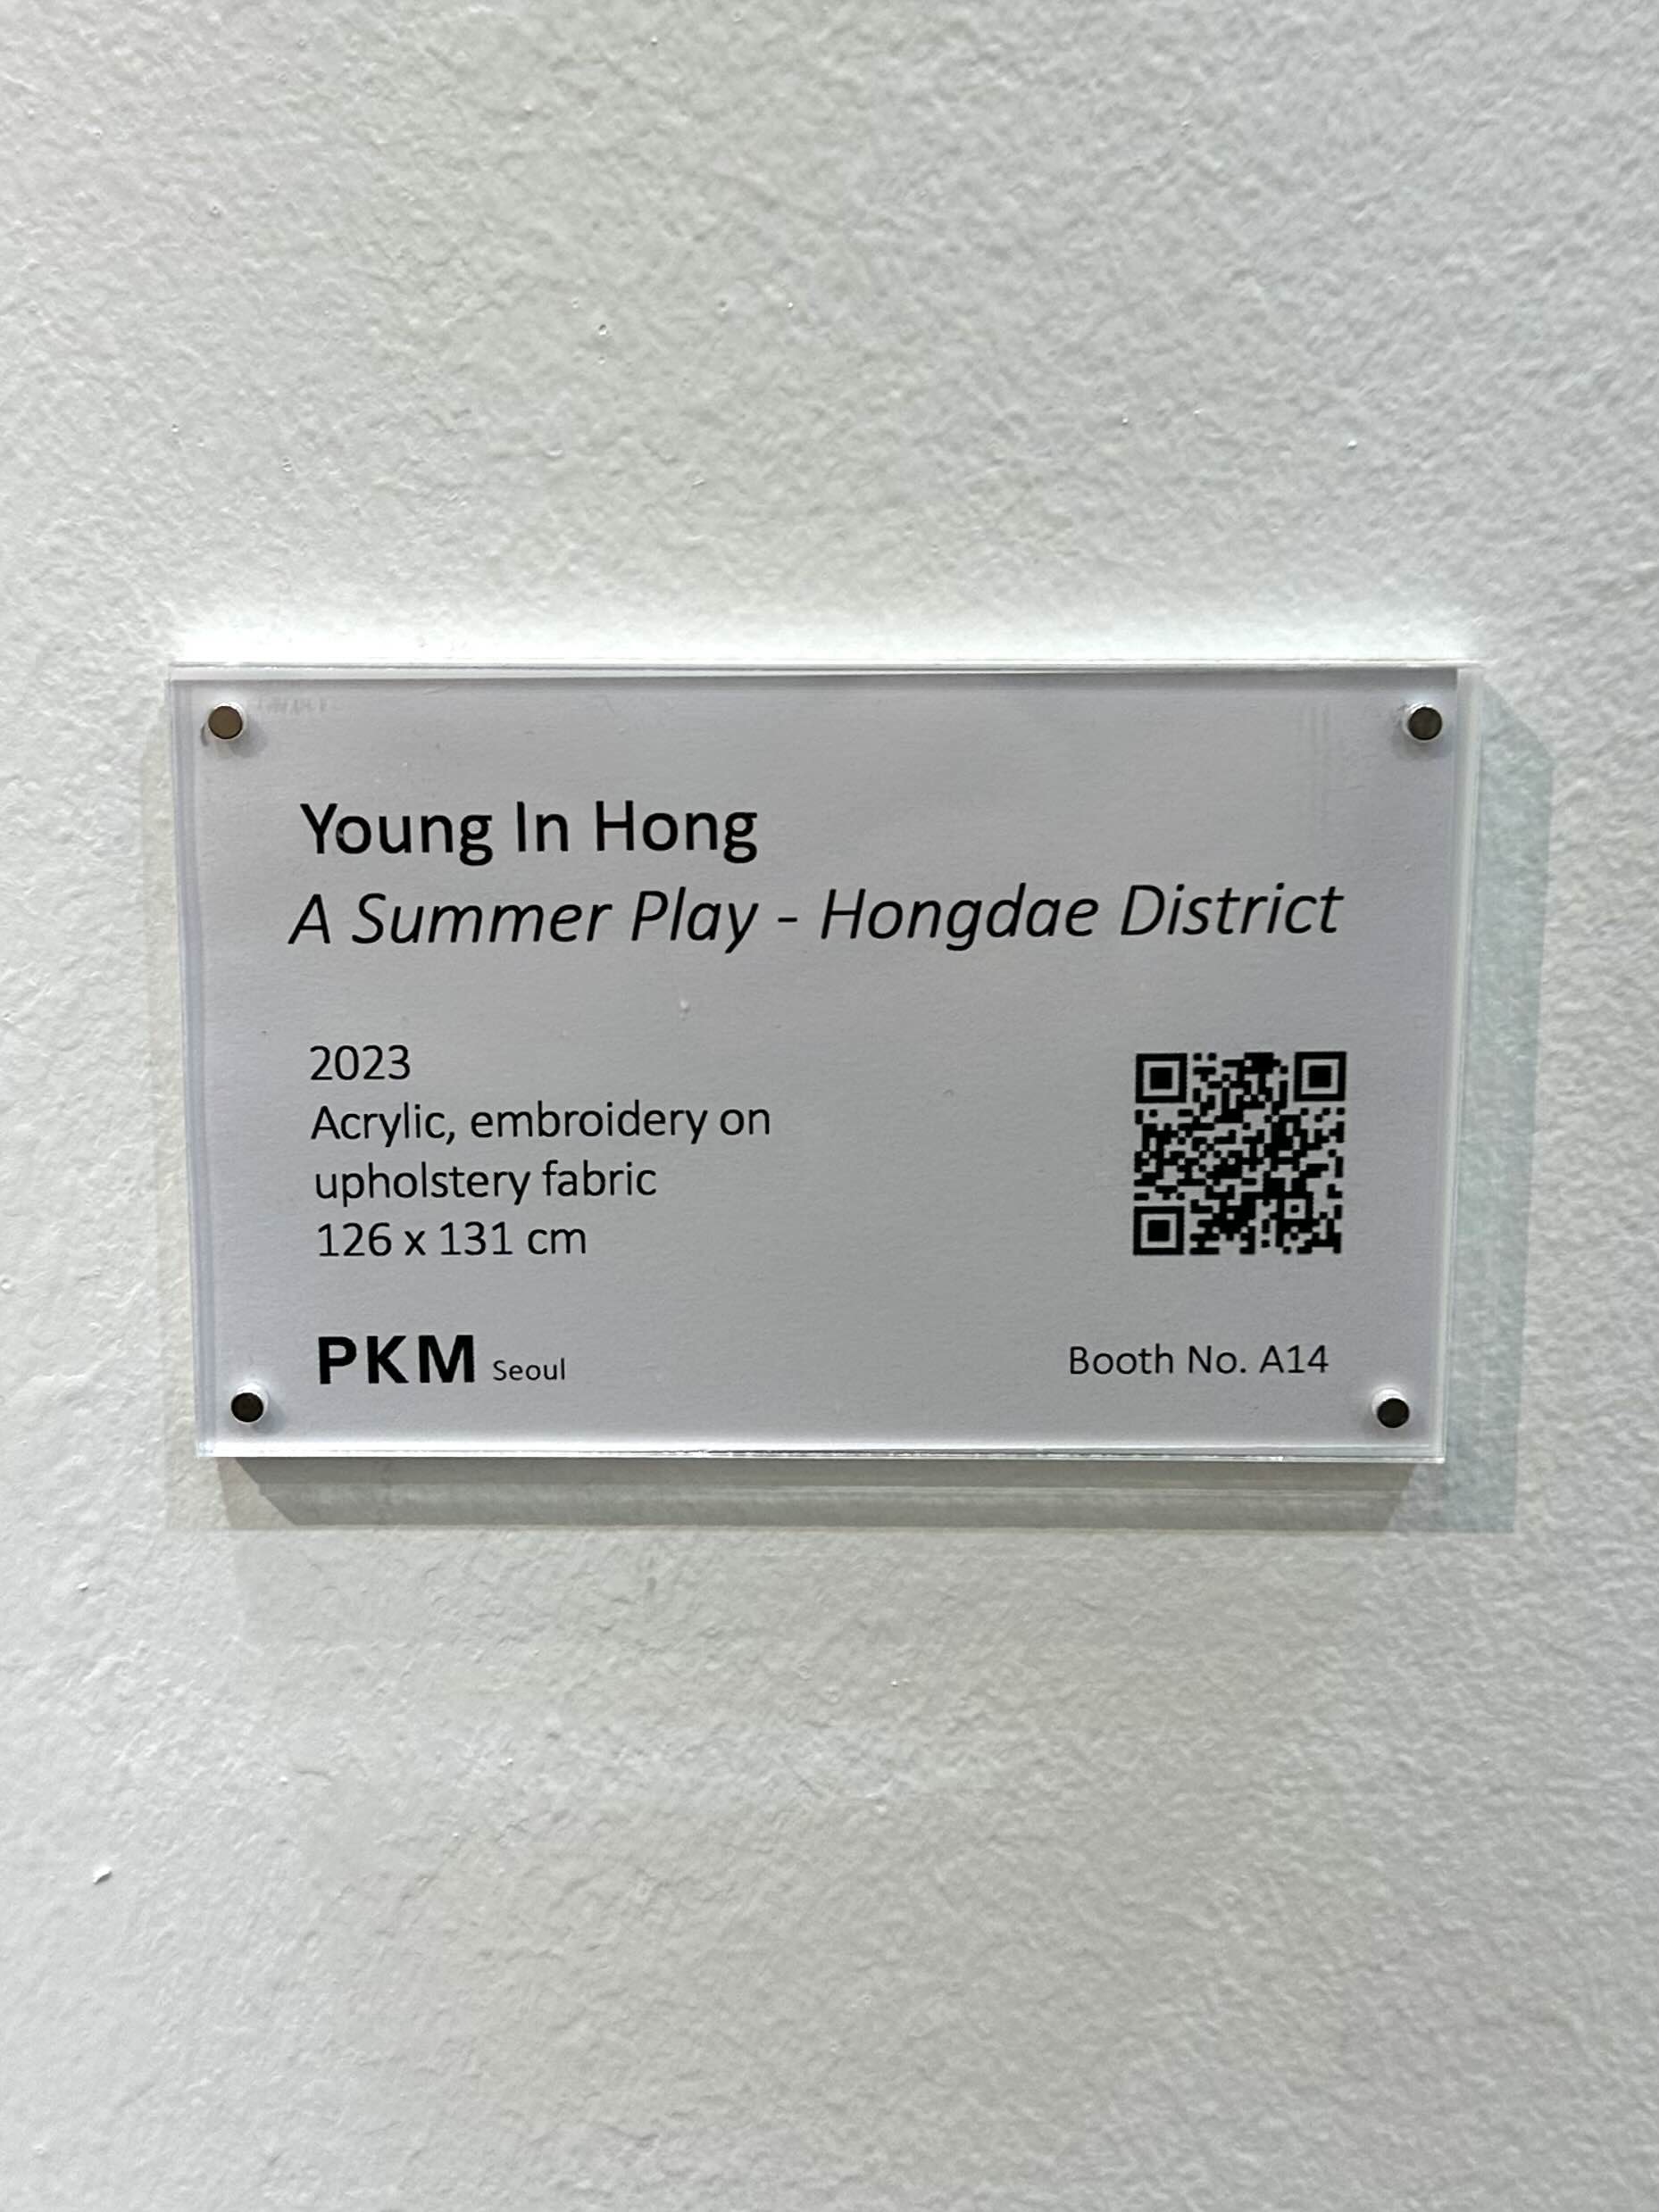 Young In Hong
A Summer Play - Hongdae District
2023
Acrylic, embroidery on
upholstery fabric
126 x 131 cm
PKM Seoul
Booth No. A14